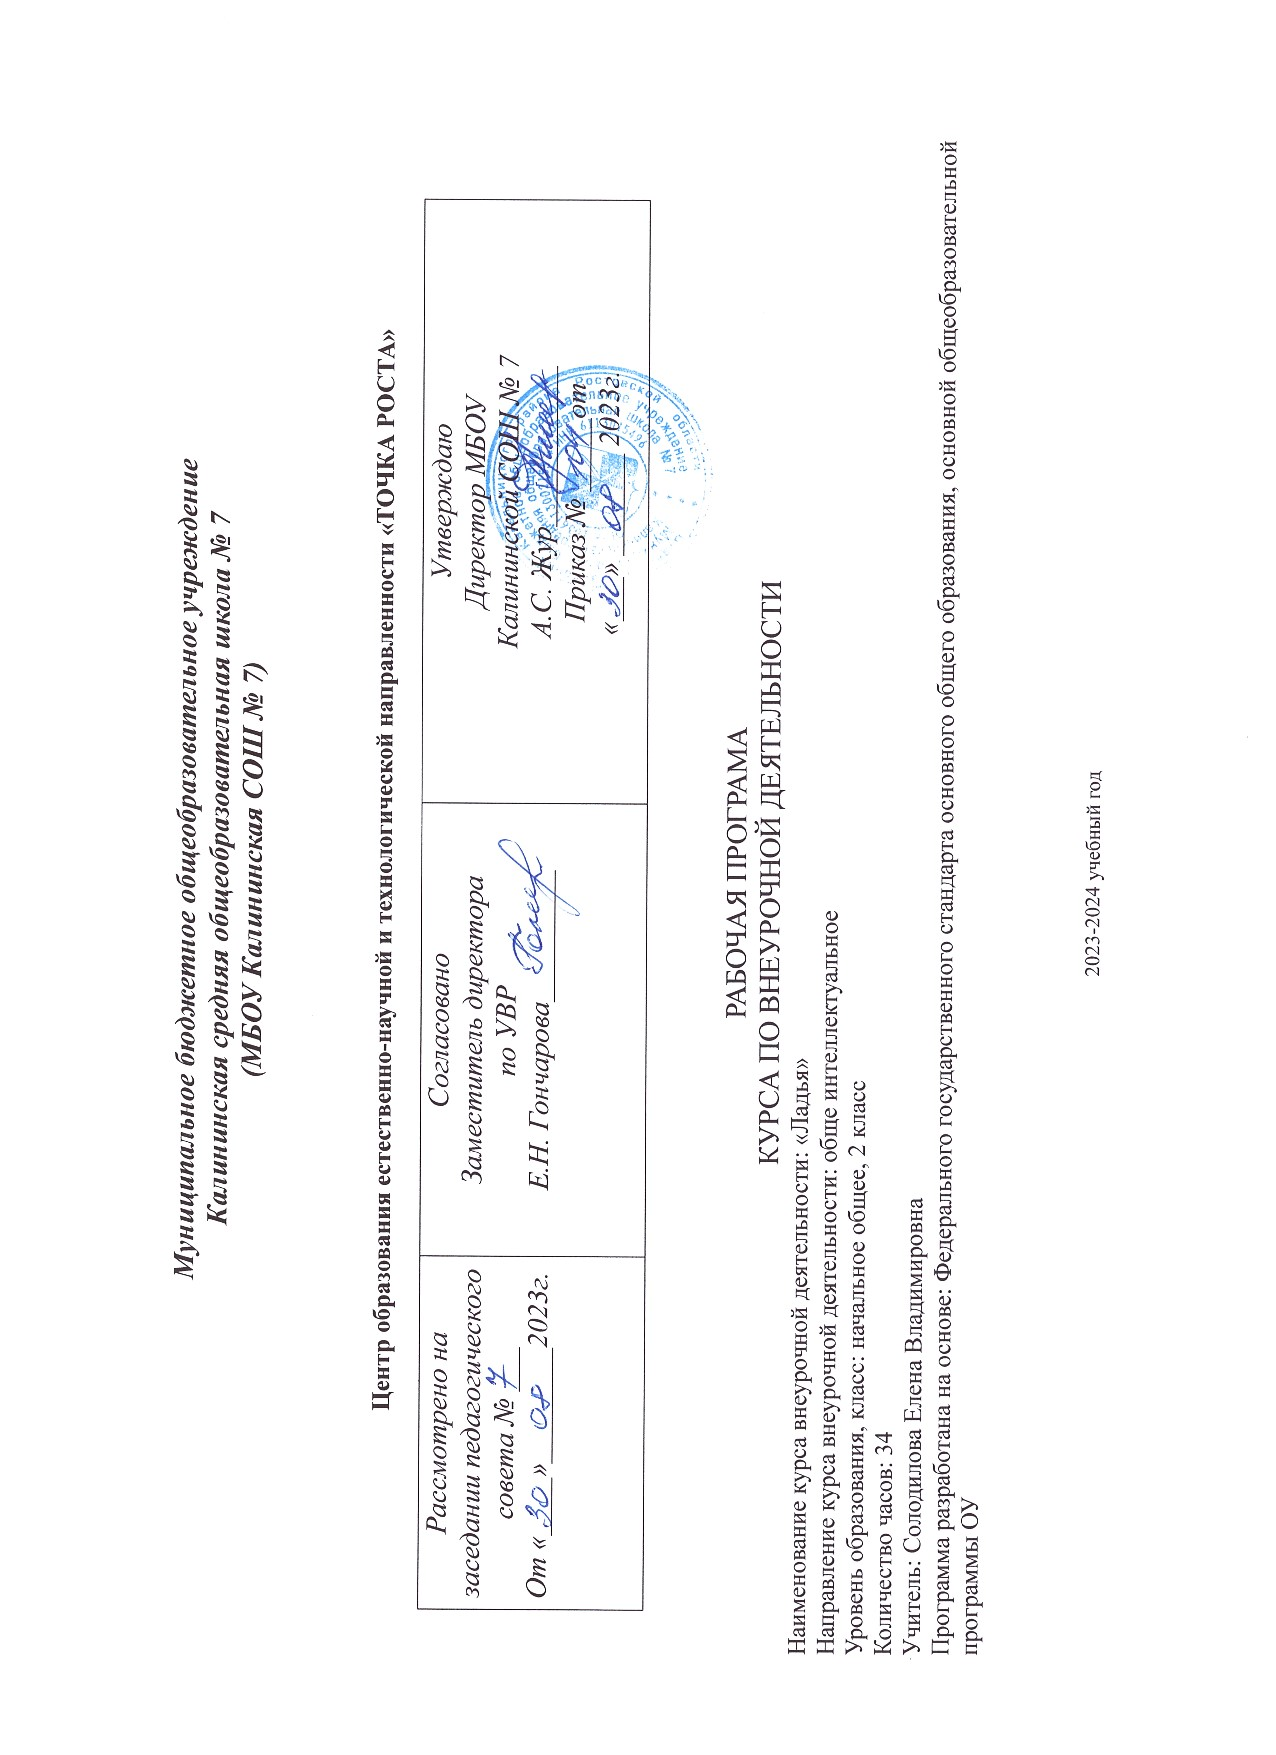 Муниципальное бюджетное общеобразовательное учреждение
Калининская средняя общеобразовательная школа № 7
(МБОУ Калининская СОШ № 7)
Центр образования естественно-научной и технологической направленности «ТОЧКА РОСТА»
Рассмотрено на
заседании педагогического
совета № 7
От « 30 » 08 2023г.
Согласовано
Заместитель директора
по УВР
Е.Н. Гончарова
Утверждаю
Директор МБОУ
Калининской СОШ № 7
А.С. Жур
Приказ № от
« 30 » 08 2023г.
РАБОЧАЯ ПРОГРАМА
КУРСА ПО ВНЕУРОЧНОЙ ДЕЯТЕЛЬНОСТИ
Наименование курса внеурочной деятельности: «Ладья»
Направление курса внеурочной деятельности: обще интеллектуальное
Уровень образования, класс: начальное общее, 2 класс
Количество часов: 34
Учитель: Солодилова Елена Владимировна
Программа разработана на основе: Федерального государственного стандарта основного общего образования, основной общеобразовательной
программы ОУ
2023-2024 учебный год